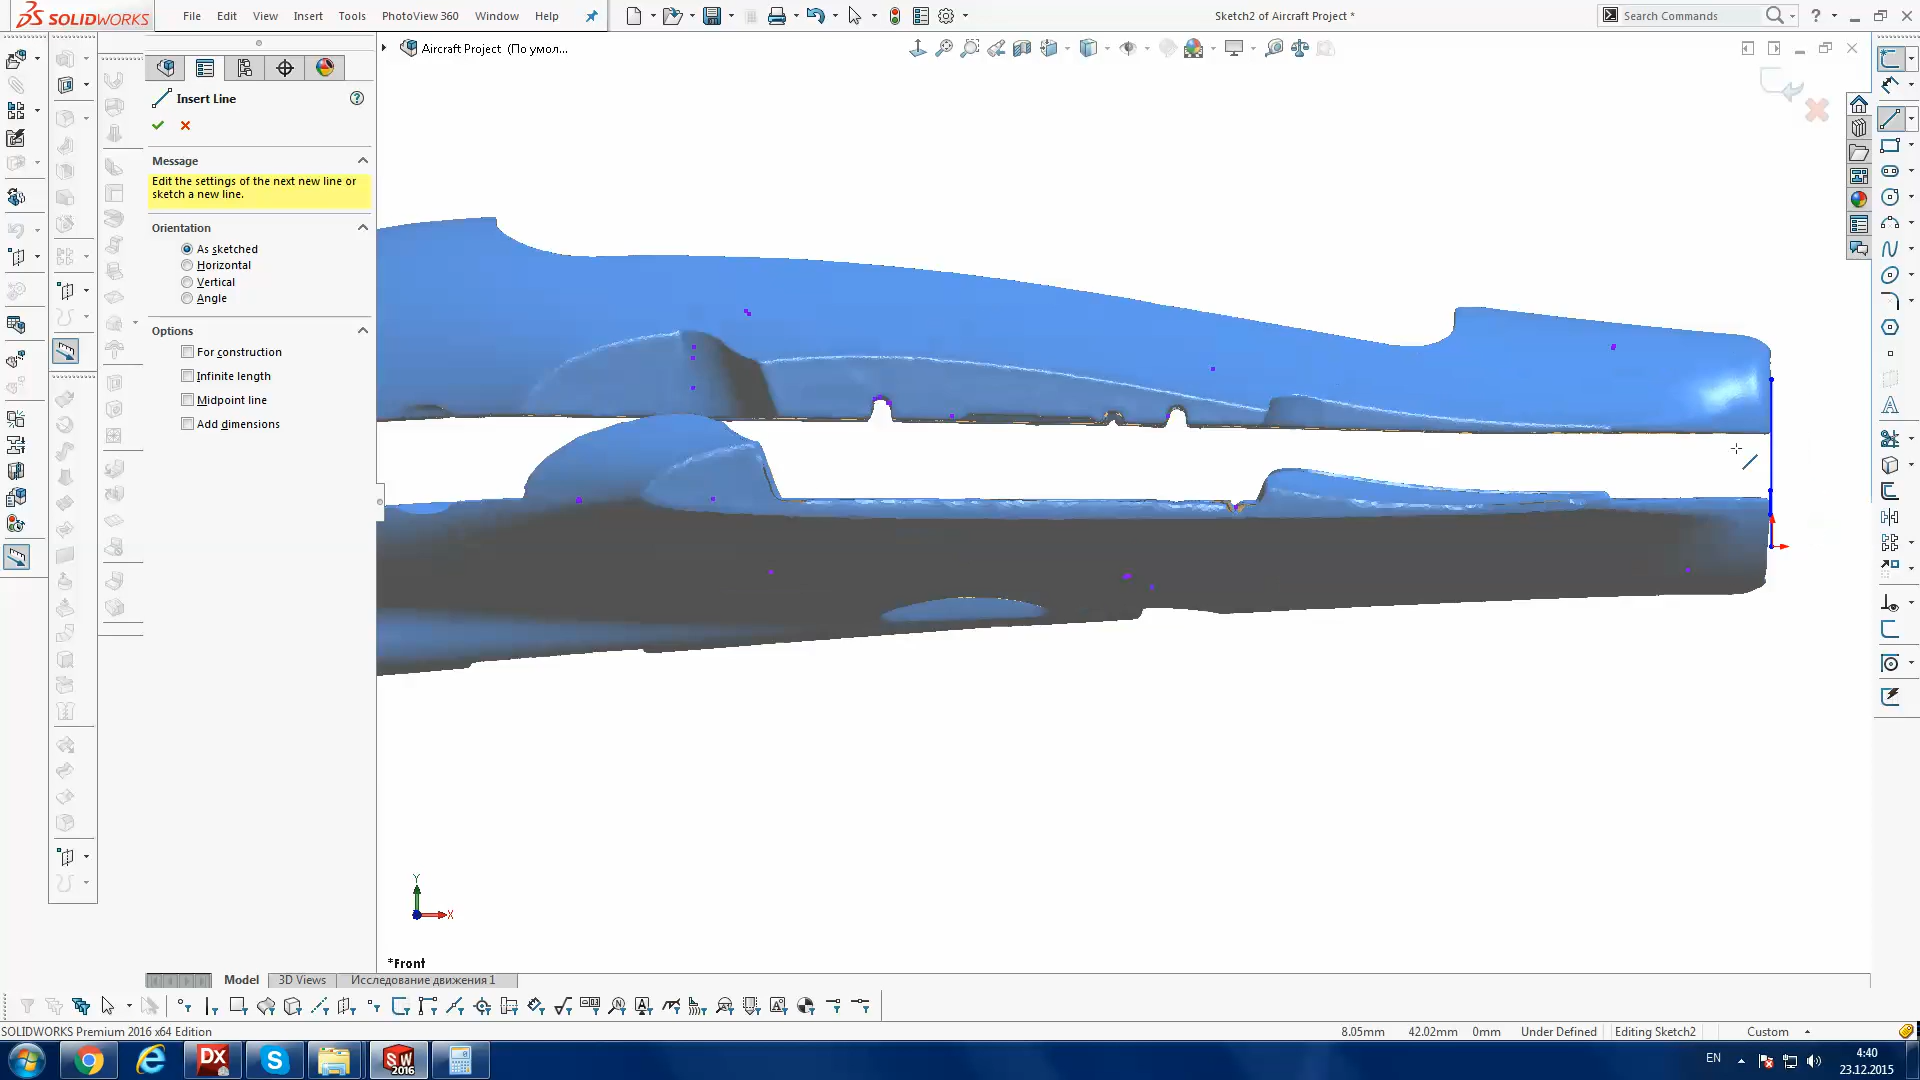 SOLIDWORKS
File Edit View Insert Tools PhotoView 360 Window Help
Sketch2 of Aircraft Project *
Search Commands
Aircraft Project (По умол...
Insert Line
Message
Edit the settings of the next new line or
sketch a new line.
Orientation
As sketched
Horizontal
Vertical
Angle
Options
For construction
Infinite length
Midpoint line
Add dimensions
Y
X
*Front
Model 3D Views Исследование движения 1
SOLIDWORKS Premium 2016 x64 Edition
8.05mm 42.02mm 0mm Under Defined Editing Sketch2 Custom
DX
SW
2016
EN
4:40
23.12.2015